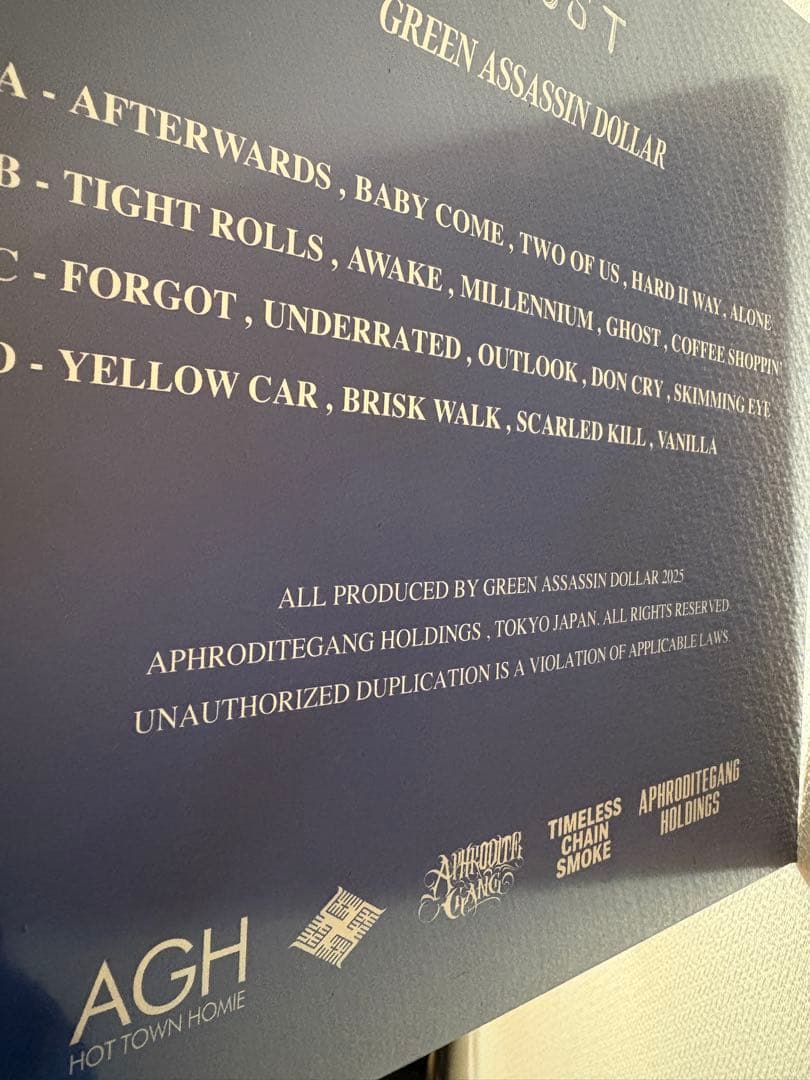 GREEN ASSASSIN DOLLAR
A - AFTERWARDS , BABY COME , TWO OF US , HARD II WAY , ALONE
B - TIGHT ROLLS , AWAKE , MILLENNIUM , GHOST , COFFEE SHOPPIN'
C - FORGOT , UNDERRATED , OUTLOOK , DON CRY , SKIMMING EYE
D - YELLOW CAR , BRISK WALK , SCARLED KILL , VANILLA
ALL PRODUCED BY GREEN ASSASSIN DOLLAR 2025
APHRODITEGANG HOLDINGS , TOKYO JAPAN. ALL RIGHTS RESERVED
UNAUTHORIZED DUPLICATION IS A VIOLATION OF APPLICABLE LAWS.
AGH
HOT TOWN HOMIE
APHRODITE
GANG
TIMELESS
CHAIN
SMOKE
APHRODITEGANG
HOLDINGS